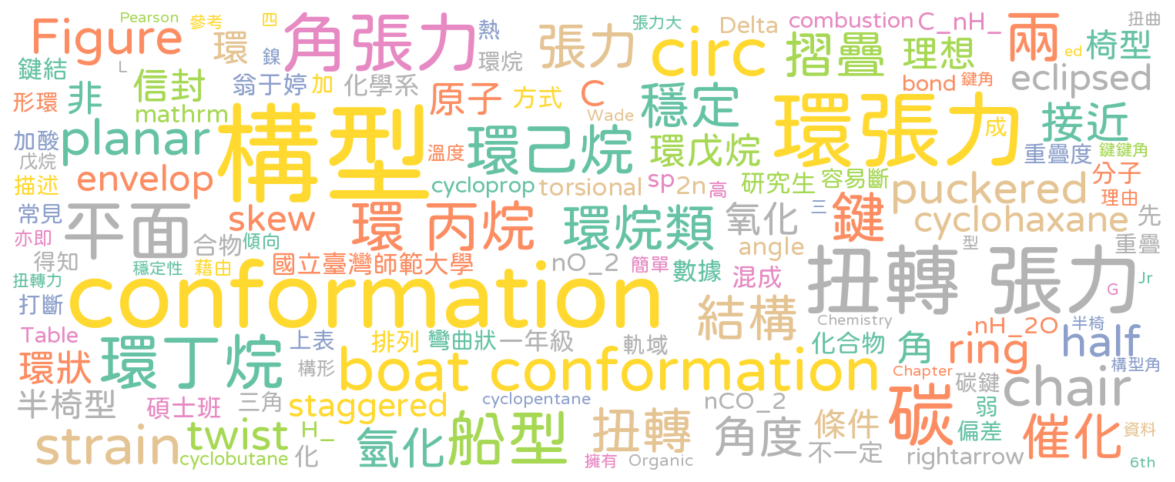 Pearson 參考 四 張力大 Delta combustion C_nH_ 扭曲
Figure 環 角張力 熱 張力 circ 摺疊 理想 兩 ed 椅型
鍵結 L 鎳 環烷 bond 鍵角 eclipsed
形環 非 信封 翁于婷 加 化學系 原子 方式 C Wade 穩定 環張力 成 接近
mathrm
加酸 planar 構型 溫度 環己烷 環戊烷 重疊度 鍵鍵角
戊烷 描述 envelop cycloprop torsional sp 2n 高 研究生 容易斷 puckered 分子 理由
常見 平面 skew 環 丙烷 環烷類 氧化 鍵 三 cyclohaxane 先
亦即 合物 傾向 angle 型 重疊
得知 穩定性 藉由 國立臺灣師範大學 nO_2 簡單 數據 混成 扭轉 張力 Jr
扭轉力 打斷 conformation 結構 G
Table 上表 排列 彎曲狀 一年級 軌域 Chemistry 化合物 角 nH_2O 半椅 half
環狀 環丁烷 構形 boat conformation ring Chapter 構型角
半椅型 碩士班 三角 staggered cyclopentane nCO_2 碳 碳鍵 chair
strain twist H_ 氫化 船型 扭轉 角度 條件 弱 偏差 催化 資料
cyclobutane 化 擁有 Organic 不一定 rightarrow 6th